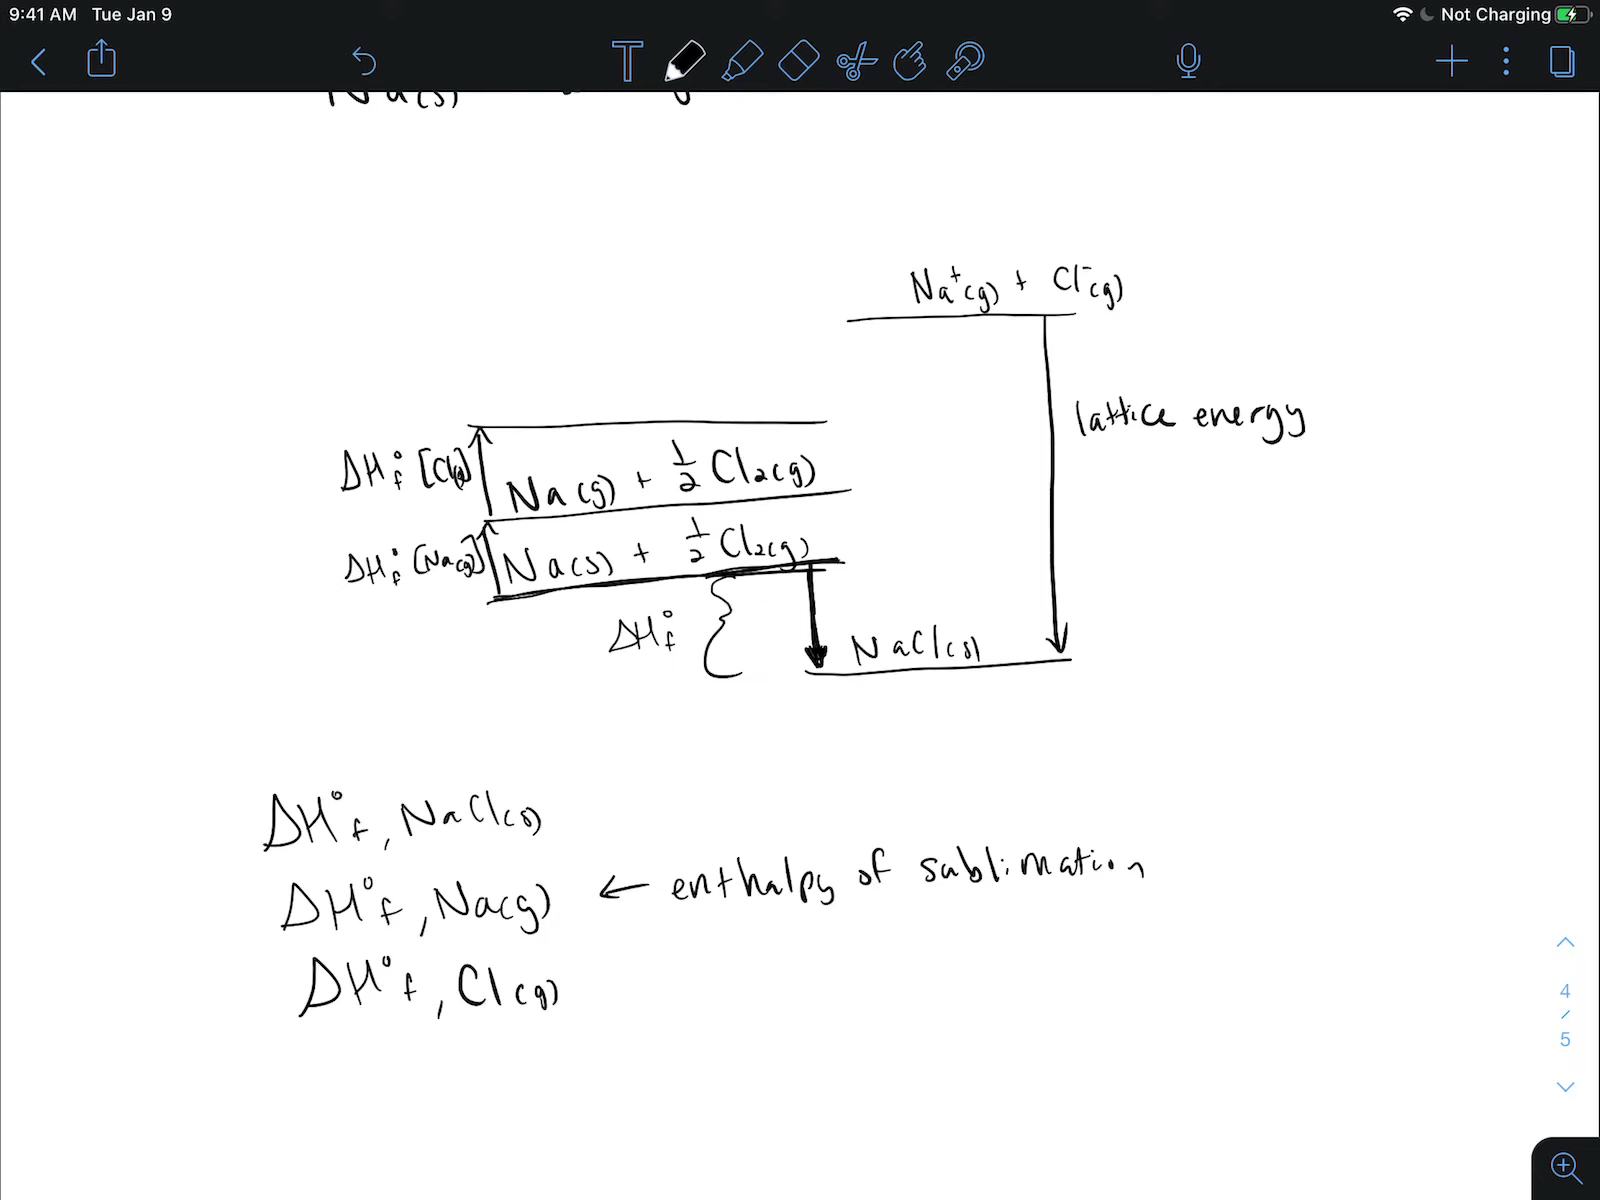 9:41 AM Tue Jan 9
Not Charging
T
Na(s)
Na⁺(g) + Cl⁻(g)
lattice energy
ΔH°f [Cl(g)]
Na(g) + 1/2 Cl₂(g)
ΔH°f [Na(g)]
Na(s) + 1/2 Cl₂(g)
ΔH°f
NaCl(s)
ΔH°f, NaCl(s)
ΔH°f, Na(g) ← enthalpy of sublimation
ΔH°f, Cl(g)
4
/
5